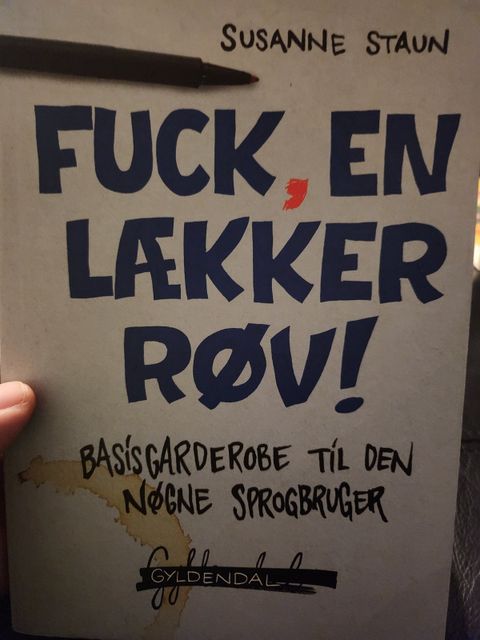 SUSANNE STAUN
FUCK, EN
LÆKKER
RØV!
BASISGARDEROBE TIL DEN
NØGNE SPROGBRUGER
GYLDENDAL